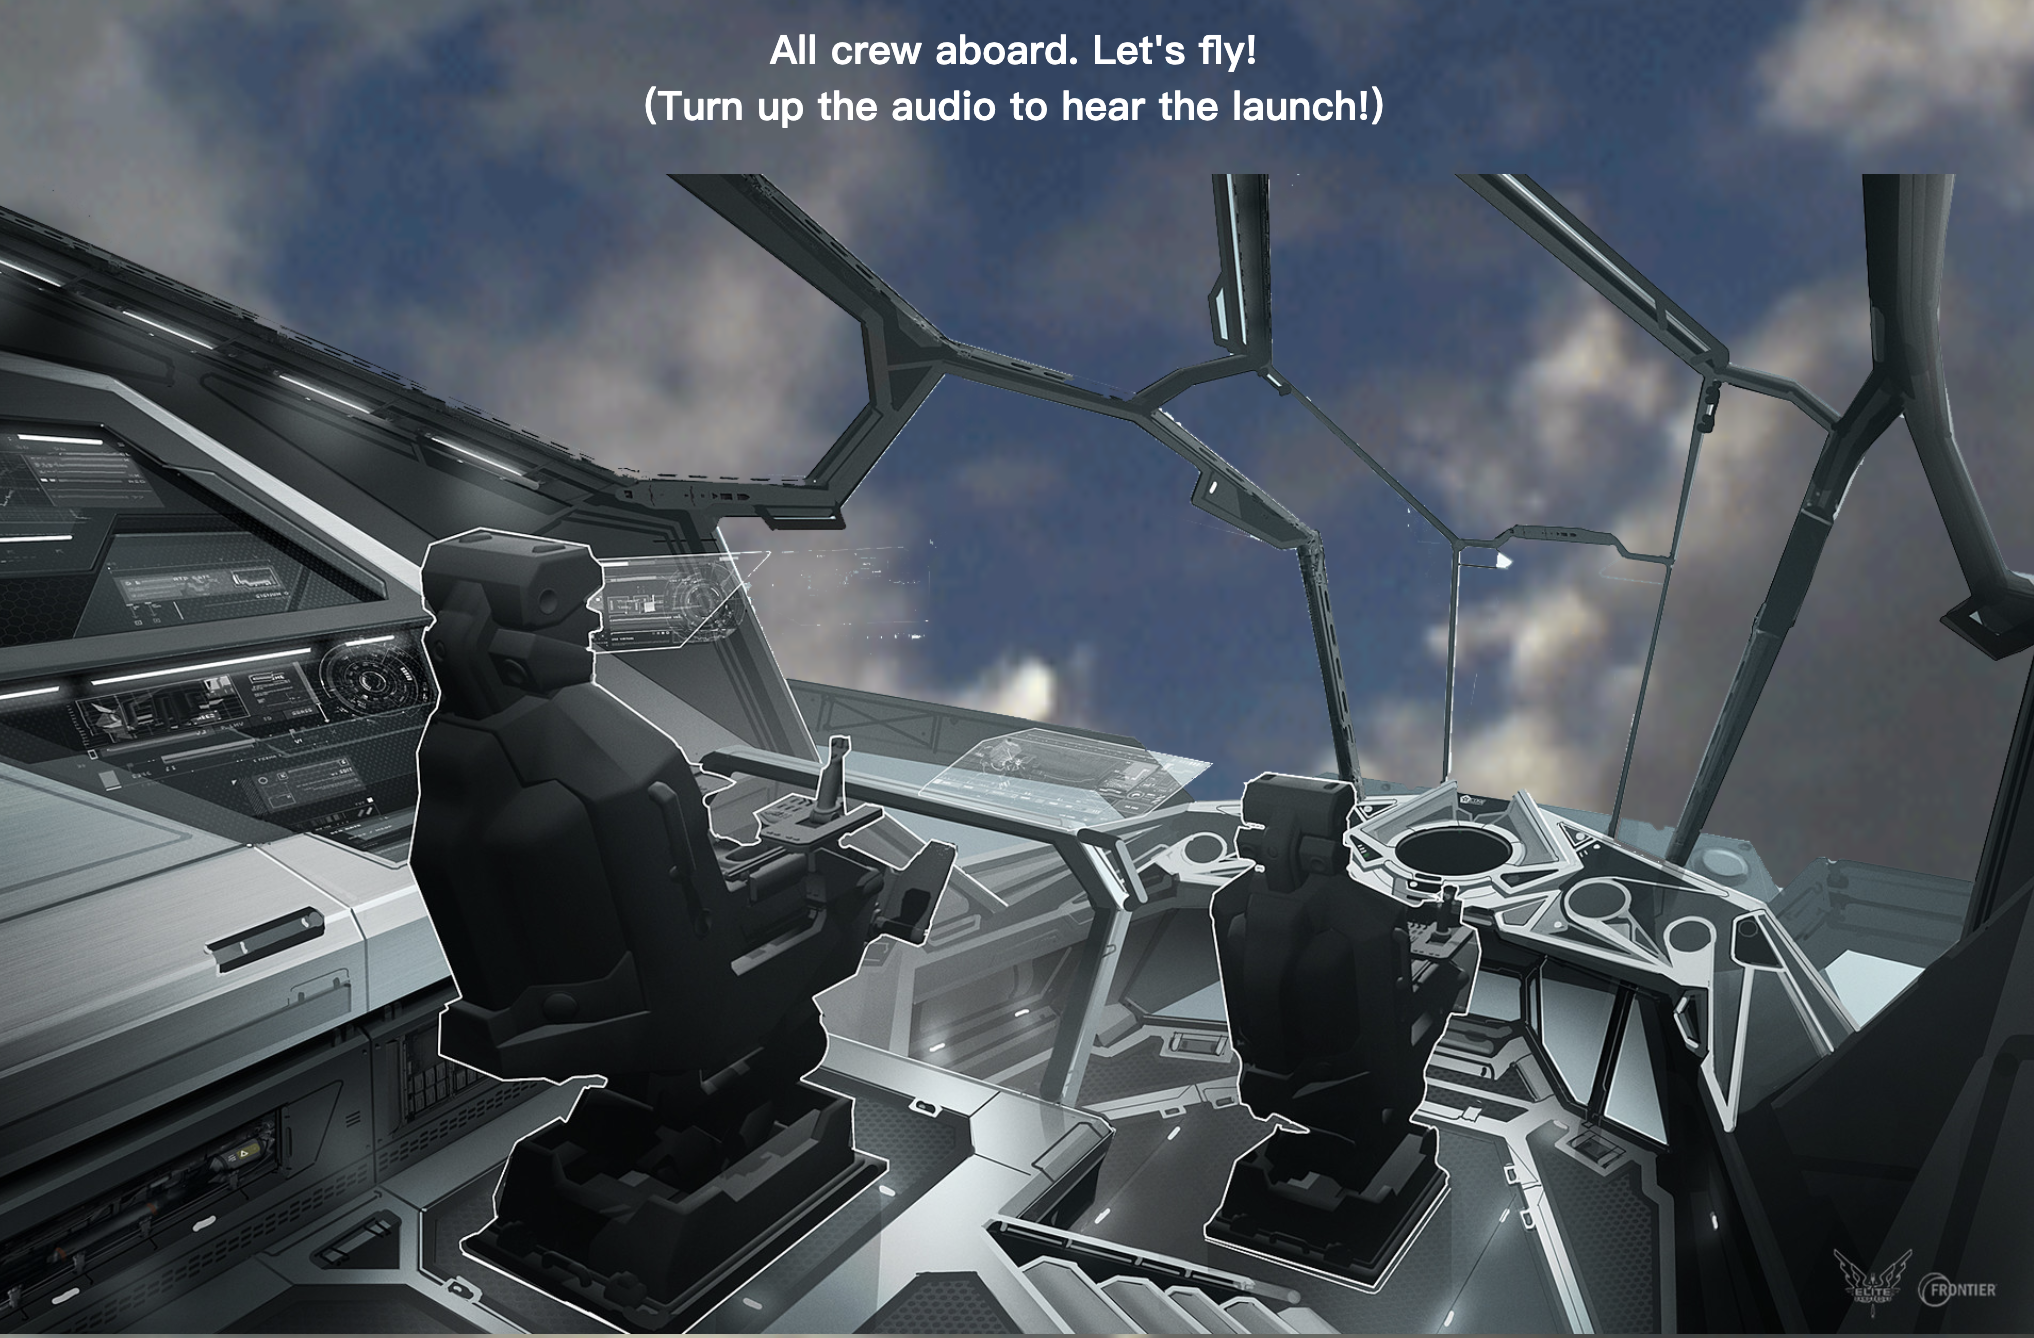 All crew aboard. Let's fly!
(Turn up the audio to hear the launch!)
ELITE
FRONTIER